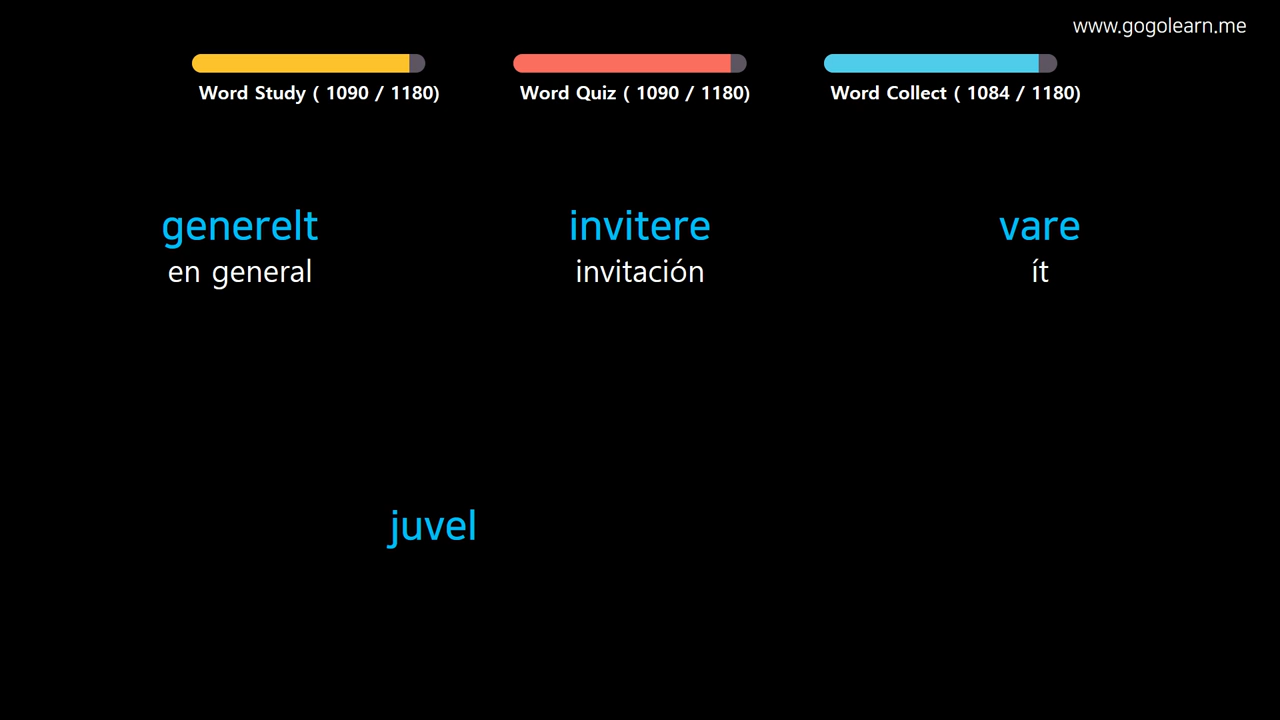 www.gogolearn.me
Word Study ( 1090 / 1180)
Word Quiz ( 1090 / 1180)
Word Collect ( 1084 / 1180)
generelt
en general
invitere
invitación
vare
ít
juvel